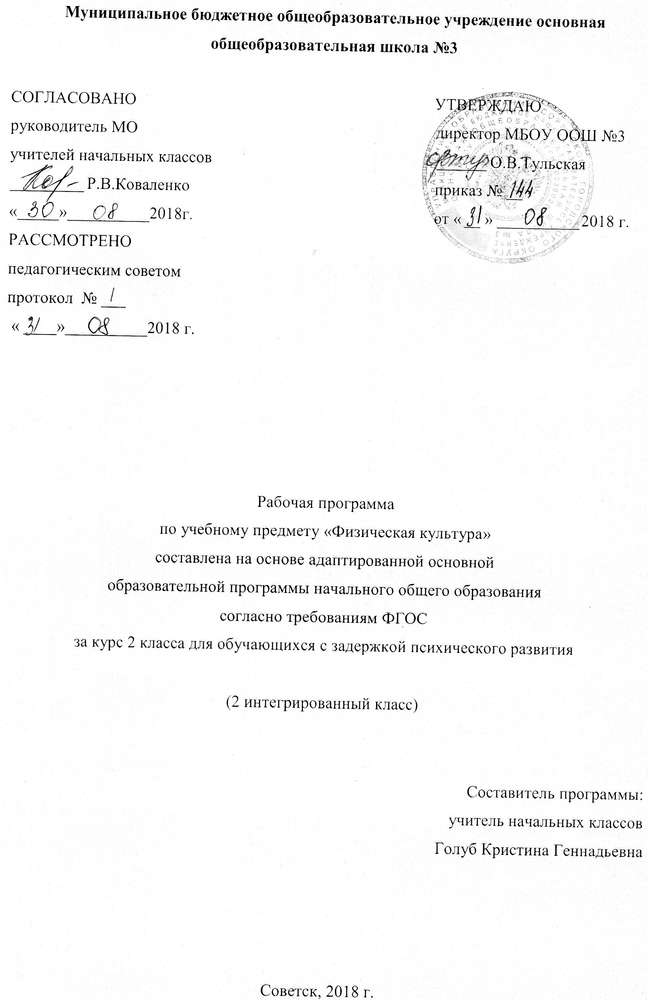 Муниципальное бюджетное общеобразовательное учреждение основная
общеобразовательная школа №3
СОГЛАСОВАНО
руководитель МО
учителей начальных классов
Р.В.Коваленко
« 30 » 08 2018г.
РАССМОТРЕНО
педагогическим советом
протокол № 1
« 31 » 08 2018 г.
УТВЕРЖДАЮ
директор МБОУ ООШ №3
О.В.Тульская
приказ № 144
от « 31 » 08 2018 г.
Рабочая программа
по учебному предмету «Физическая культура»
составлена на основе адаптированной основной
образовательной программы начального общего образования
согласно требованиям ФГОС
за курс 2 класса для обучающихся с задержкой психического развития
(2 интегрированный класс)
Составитель программы:
учитель начальных классов
Голуб Кристина Геннадьевна
Советск, 2018 г.